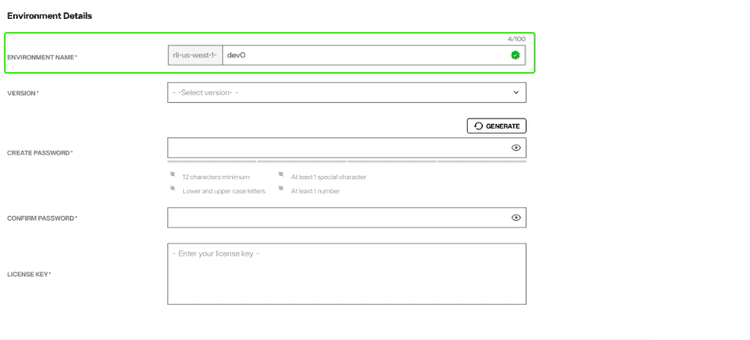 Environment Details
4/100
ENVIRONMENT NAME*
rli-us-west-1- dev0
VERSION*
- -Select version- -
GENERATE
CREATE PASSWORD*
12 characters minimum At least 1 special character
Lower and upper case letters At least 1 number
CONFIRM PASSWORD*
- Enter your license key -
LICENSE KEY*